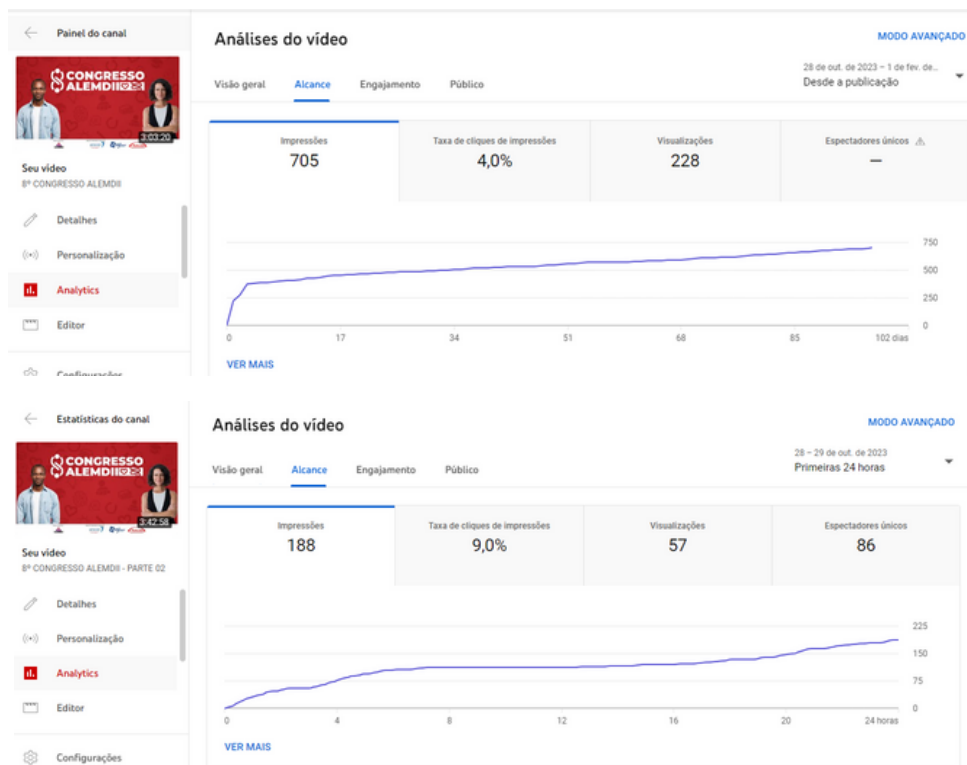 Painel do canal
CONGRESSO
ALEMDII
3:03:20
Seu vídeo
8º CONGRESSO ALEMDII
Detalhes
Personalização
Analytics
Editor
Configurações
Análises do vídeo
MODO AVANÇADO
Visão geral Alcance Engajamento Público
28 de out. de 2023 – 1 de fev. de...
Desde a publicação
Impressões Taxa de cliques de impressões Visualizações Espectadores únicos
705 4,0% 228 —
750
500
250
0
0 17 34 51 68 85 102 dias
VER MAIS
Estatísticas do canal
CONGRESSO
ALEMDII
3:42:58
Seu vídeo
8º CONGRESSO ALEMDII - PARTE 02
Detalhes
Personalização
Analytics
Editor
Configurações
Análises do vídeo
MODO AVANÇADO
Visão geral Alcance Engajamento Público
28 – 29 de out. de 2023
Primeiras 24 horas
Impressões Taxa de cliques de impressões Visualizações Espectadores únicos
188 9,0% 57 86
225
150
75
0
0 4 8 12 16 20 24 horas
VER MAIS